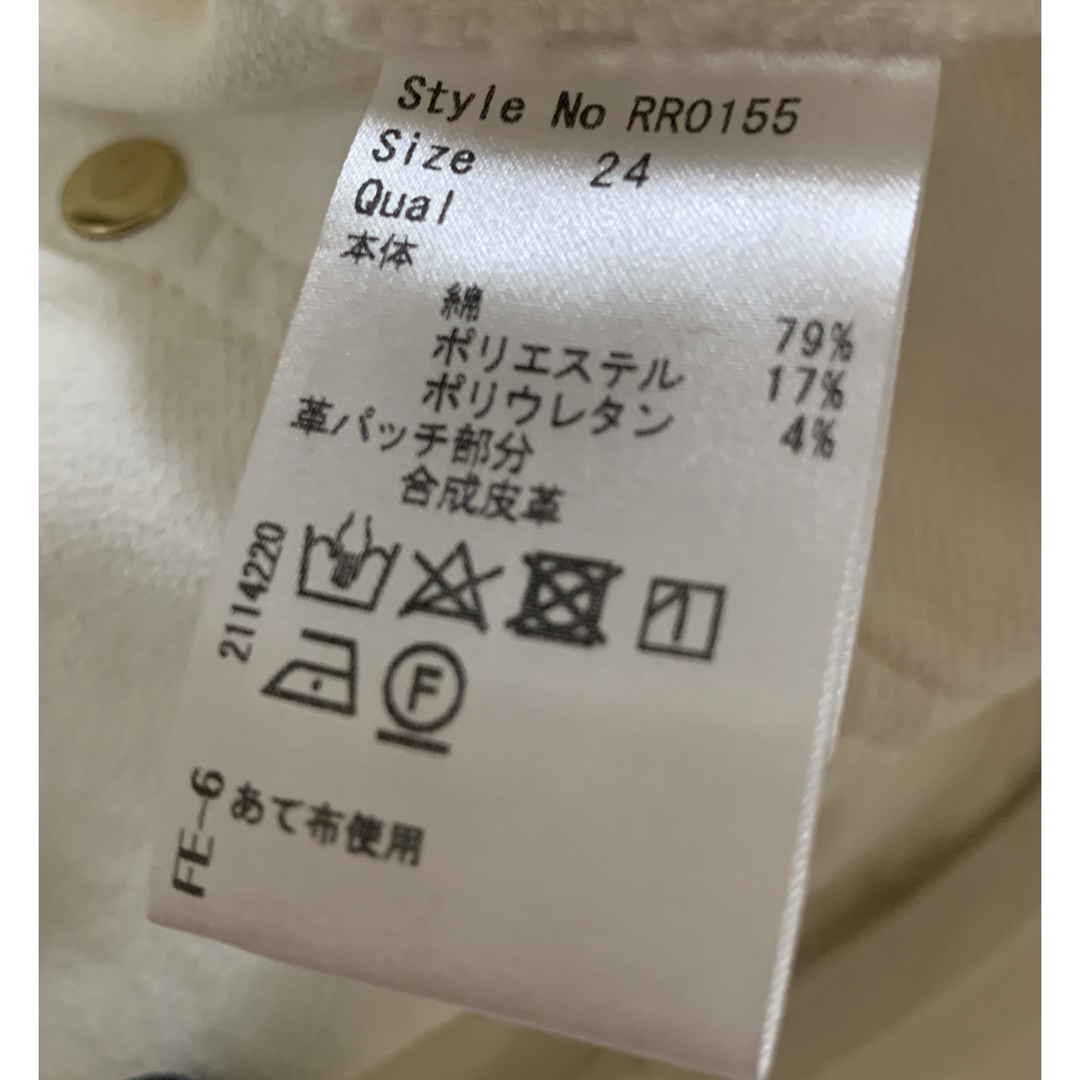 Style No RR0155
Size 24
Qual
本体
綿 79%
ポリエステル 17%
ポリウレタン 4%
革パッチ部分
合成皮革
2114220
F
FE-6
あて布使用